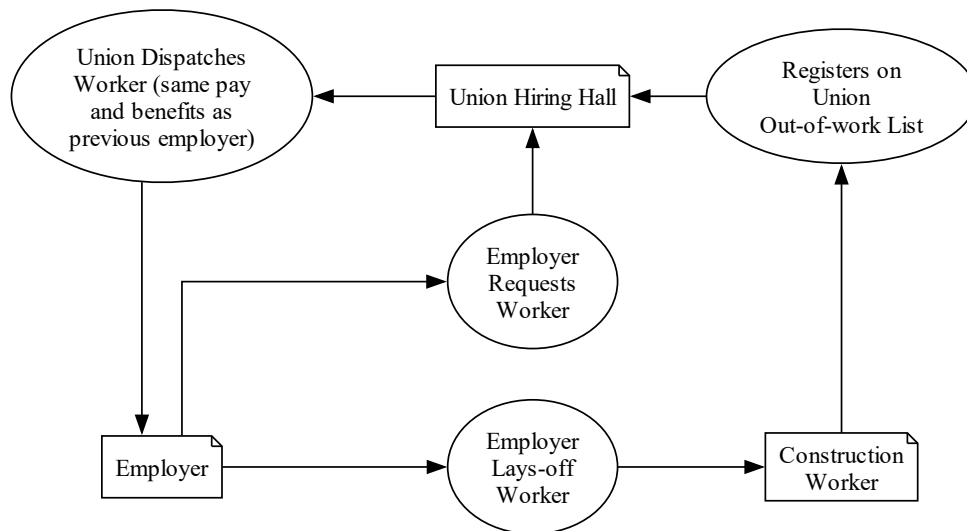 Union Dispatches
Worker (same pay
and benefits as
previous employer)
Union Hiring Hall
Registers on
Union
Out-of-work List
Employer
Requests
Worker
Employer
Employer
Lays-off
Worker
Construction
Worker